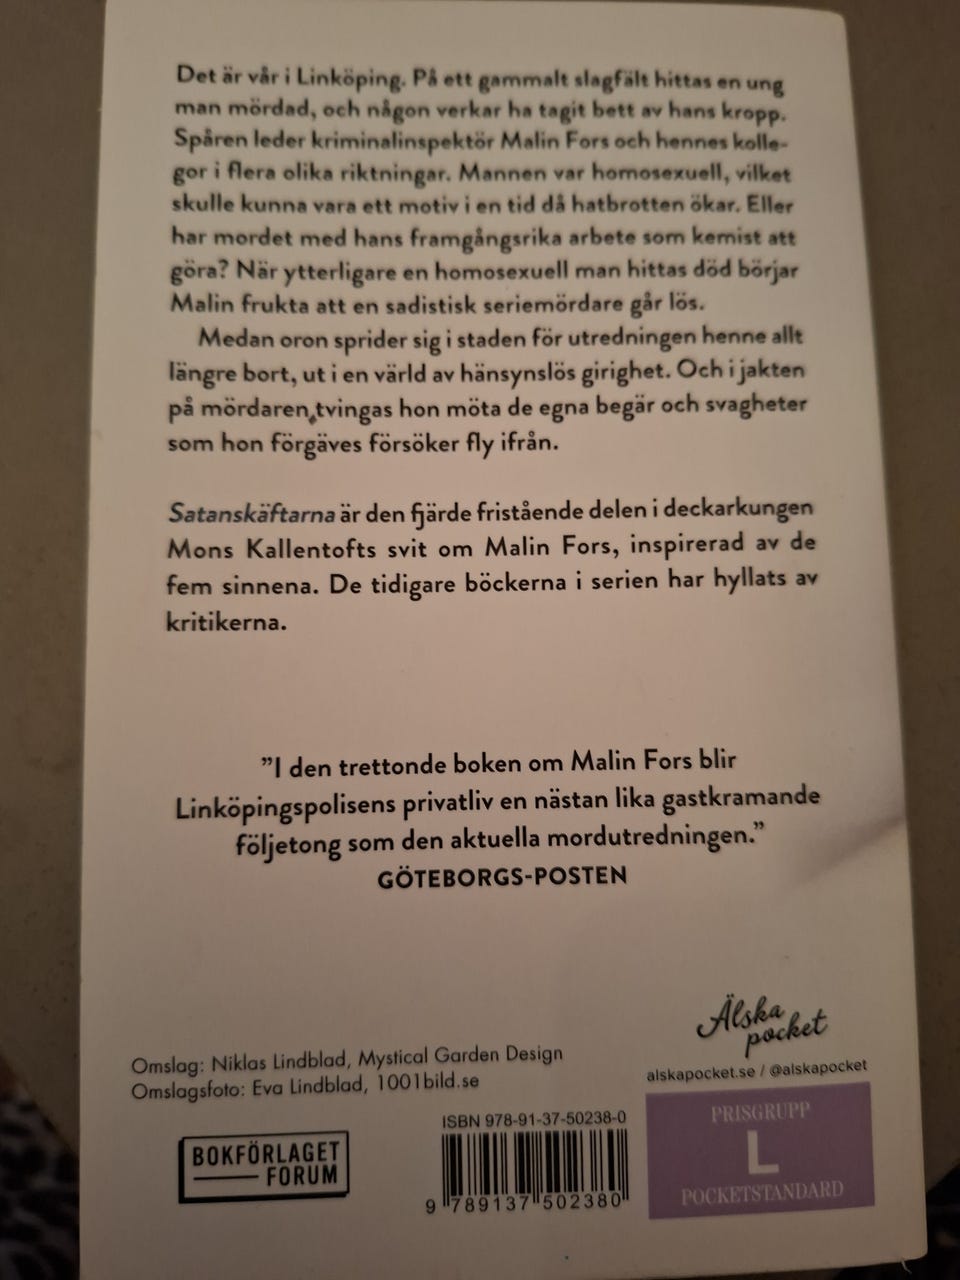 Det är vår i Linköping. På ett gammalt slagfält hittas en ung
man mördad, och någon verkar ha tagit bett av hans kropp.
Spåren leder kriminalinspektör Malin Fors och hennes kolle-
gor i flera olika riktningar. Mannen var homosexuell, vilket
skulle kunna vara ett motiv i en tid då hatbrotten ökar. Eller
har mordet med hans framgångsrika arbete som kemist att
göra? När ytterligare en homosexuell man hittas död börjar
Malin frukta att en sadistisk seriemördare går lös.
Medan oron sprider sig i staden för utredningen henne allt
längre bort, ut i en värld av hänsynslös girighet. Och i jakten
på mördaren tvingas hon möta de egna begär och svagheter
som hon förgäves försöker fly ifrån.
Satanskäftarna är den fjärde fristående delen i deckarkungen
Mons Kallentofts svit om Malin Fors, inspirerad av de
fem sinnena. De tidigare böckerna i serien har hyllats av
kritikerna.
”I den trettonde boken om Malin Fors blir
Linköpingspolisens privatliv en nästan lika gastkramande
följetong som den aktuella mordutredningen.”
GÖTEBORGS-POSTEN
Älska
pocket
alskapocket.se / @alskapocket
Omslag: Niklas Lindblad, Mystical Garden Design
Omslagsfoto: Eva Lindblad, 1001bild.se
BOKFÖRLAGET
FORUM
ISBN 978-91-37-50238-0
9 789137 502380
PRISGRUPP
L
POCKETSTANDARD